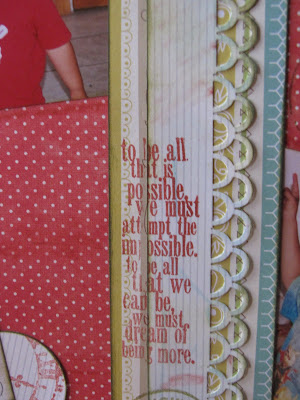 to be all
that is
possible,
we must
attempt the
impossible.
to be all
that we
can be,
we must
dream of
being more.